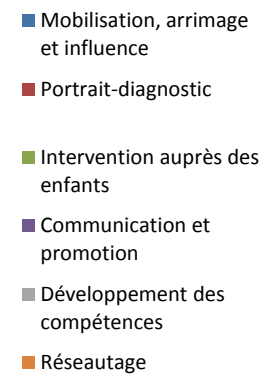 Mobilisation, arrimage
et influence
Portrait-diagnostic
Intervention auprès des
enfants
Communication et
promotion
Développement des
compétences
Réseautage